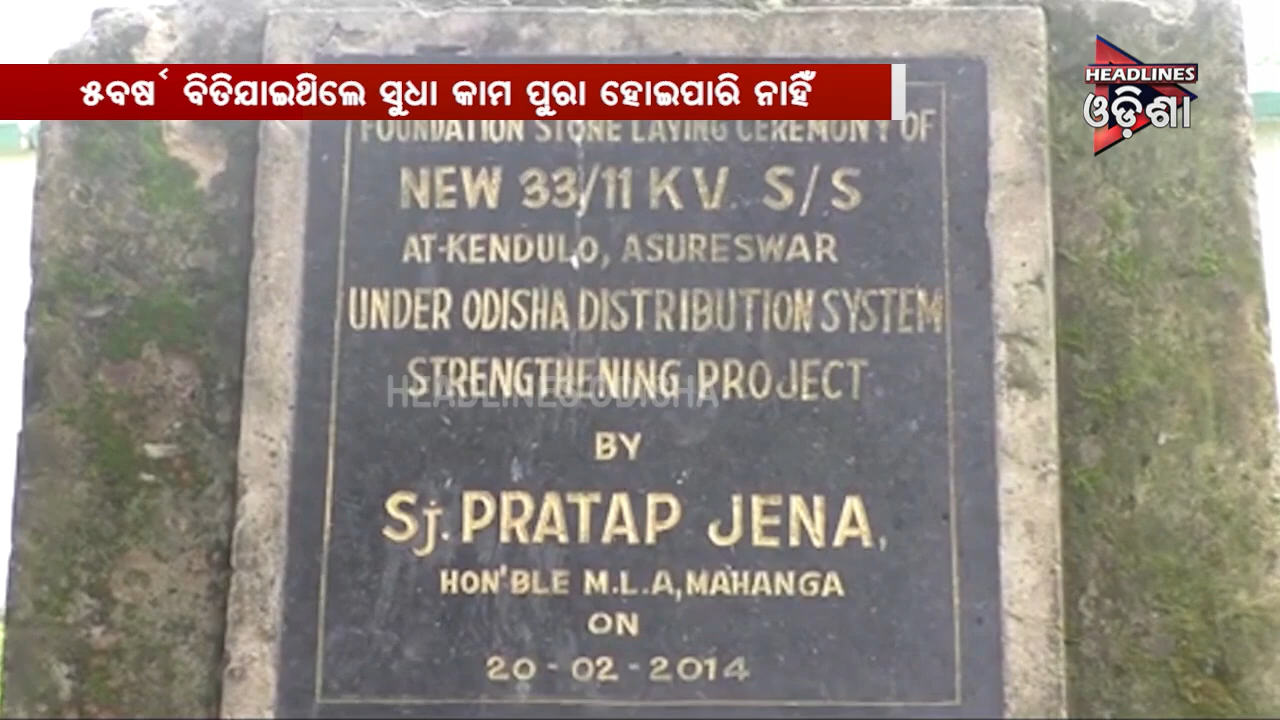 ୫ବର୍ଷ ବିତିଯାଇଥିଲେ ସୁଧା କାମ ପୁରା ହୋଇପାରି ନାହିଁ
HEADLINES
ଓଡ଼ିଶା
FOUNDATION STONE LAYING CEREMONY OF
NEW 33/11 KV. S/S
AT-KENDULO, ASURESWAR
UNDER ODISHA DISTRIBUTION SYSTEM
STRENGTHENING PROJECT
HEADLINES ODISHA
BY
Sj. PRATAP JENA,
HON'BLE M.L.A, MAHANGA
ON
20-02-2014